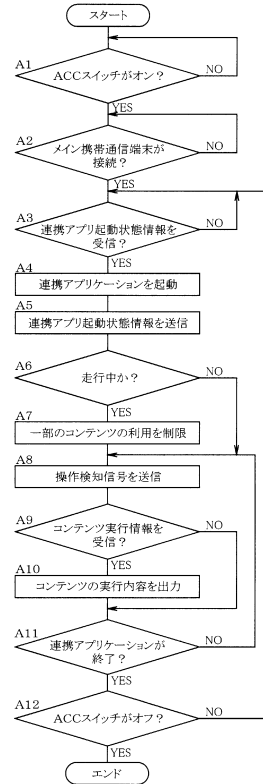 スタート
A1
ACCスイッチがオン？
NO
YES
A2
メイン携帯通信端末が
接続？
NO
YES
A3
連携アプリ起動状態情報を
受信？
NO
YES
A4
連携アプリケーションを起動
A5
連携アプリ起動状態情報を送信
A6
走行中か？
NO
YES
A7
一部のコンテンツの利用を制限
A8
操作検知信号を送信
A9
コンテンツ実行情報を
受信？
NO
YES
A10
コンテンツの実行内容を出力
A11
連携アプリケーションが
終了？
NO
YES
A12
ACCスイッチがオフ？
NO
YES
エンド